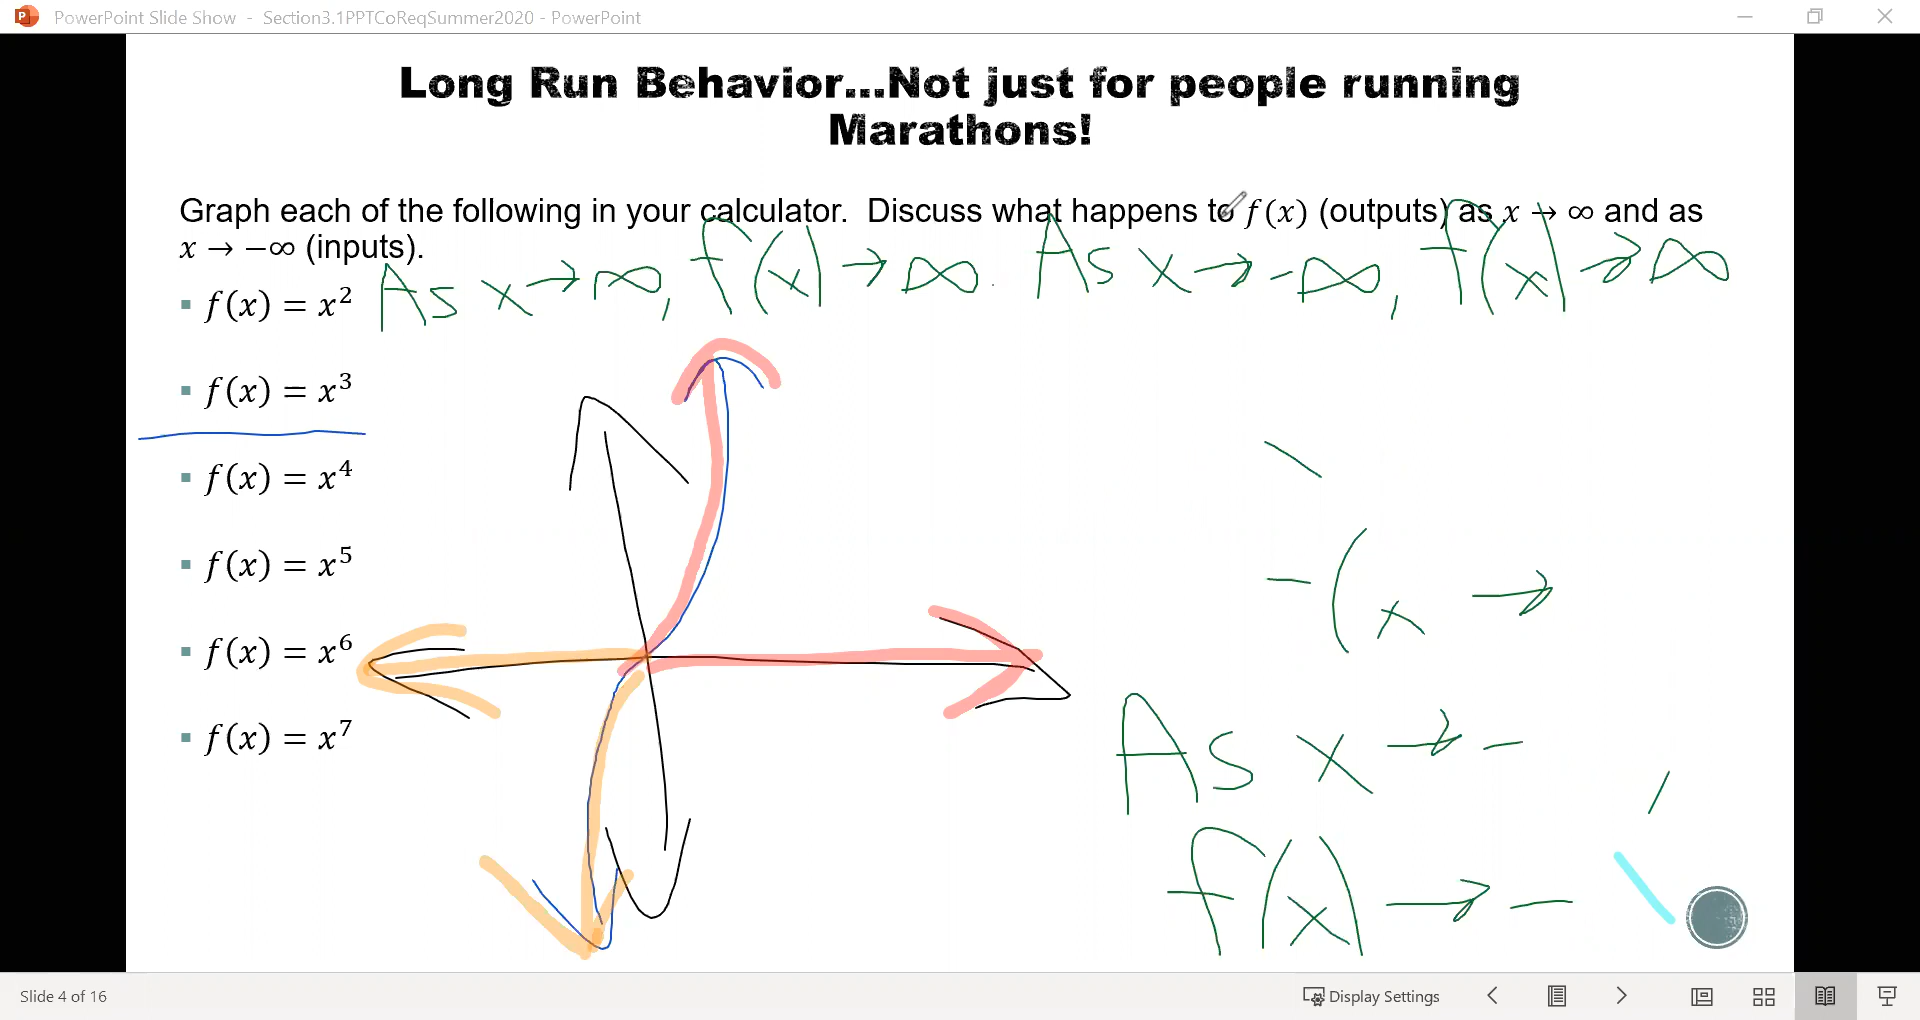 PowerPoint Slide Show - Section3.1PPTCoReqSummer2020 - PowerPoint
Long Run Behavior...Not just for people running
Marathons!
Graph each of the following in your calculator. Discuss what happens to f(x) (outputs) as x → ∞ and as
x → −∞ (inputs).
As x → ∞, f(x) → ∞. As x → -∞, f(x) → ∞
▪ f(x) = x²
▪ f(x) = x³
▪ f(x) = x⁴
▪ f(x) = x⁵
▪ f(x) = x⁶
▪ f(x) = x⁷
-(x →
As x → -
f(x) → -
Slide 4 of 16
Display Settings